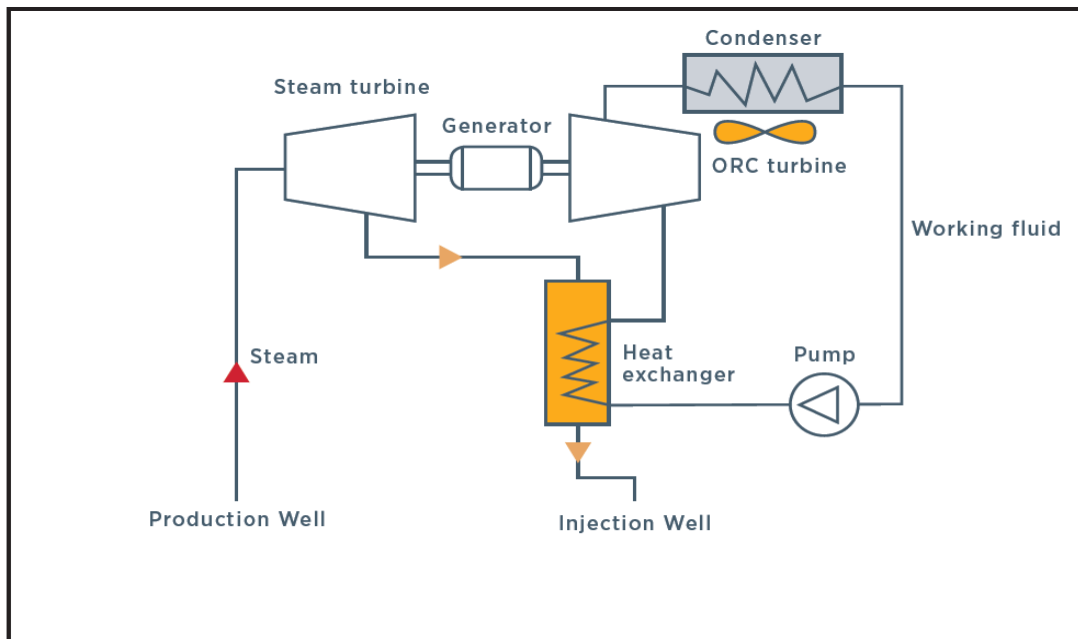 Condenser
Steam turbine
Generator
ORC turbine
Working fluid
Steam
Heat
exchanger
Pump
Production Well
Injection Well